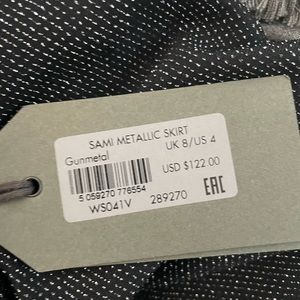 SAMI METALLIC SKIRT
Gunmetal UK 8/US 4
USD $122.00
5 059270 776554
WS041V 289270 EAC